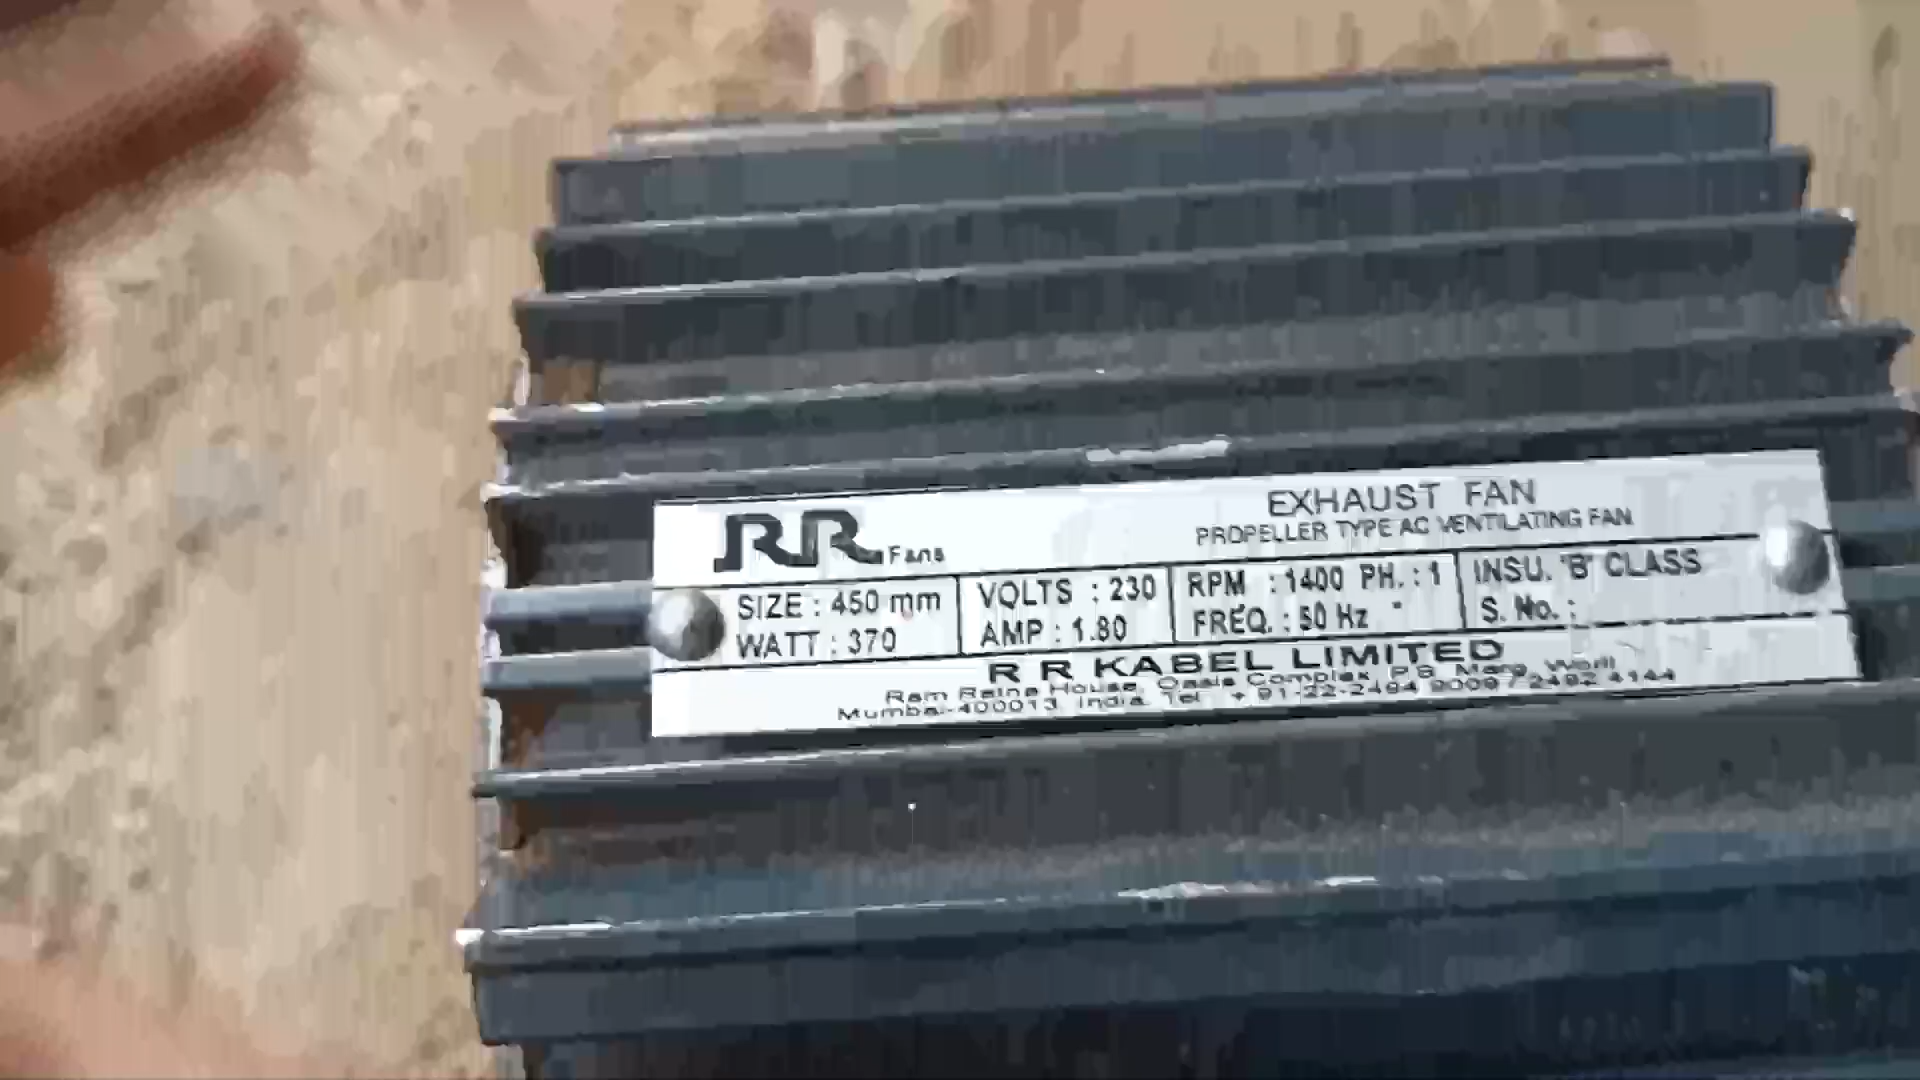 RR Fans
EXHAUST FAN
PROPELLER TYPE AC VENTILATING FAN
SIZE : 450 mm
WATT : 370
VOLTS : 230
AMP : 1.80
RPM : 1400 PH. : 1
FREQ. : 50 Hz
INSU. 'B' CLASS
S. No. :
R R KABEL LIMITED
Ram Ratna House, Oasis Complex, P.B. Marg, Worli
Mumbai-400013. India. Tel : + 91-22-2494 9009 / 2492 4144